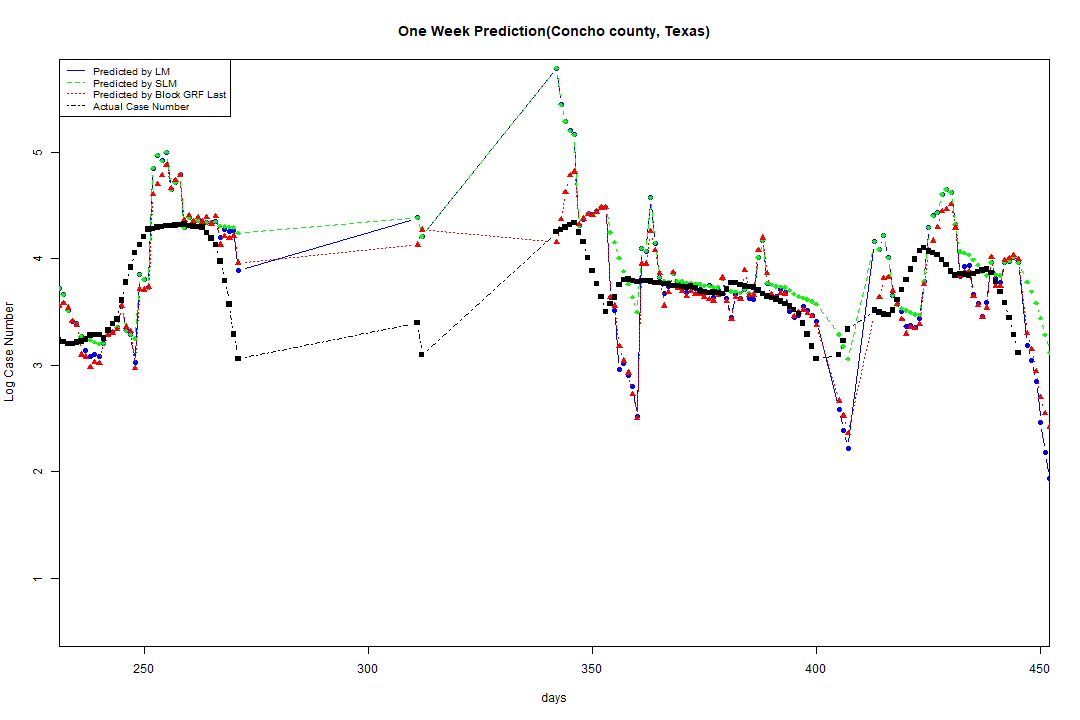 One Week Prediction(Concho county, Texas)
Predicted by LM
Predicted by SLM
Predicted by Block GRF Last
Actual Case Number
Log Case Number
5
4
3
2
1
250 300 350 400 450
days